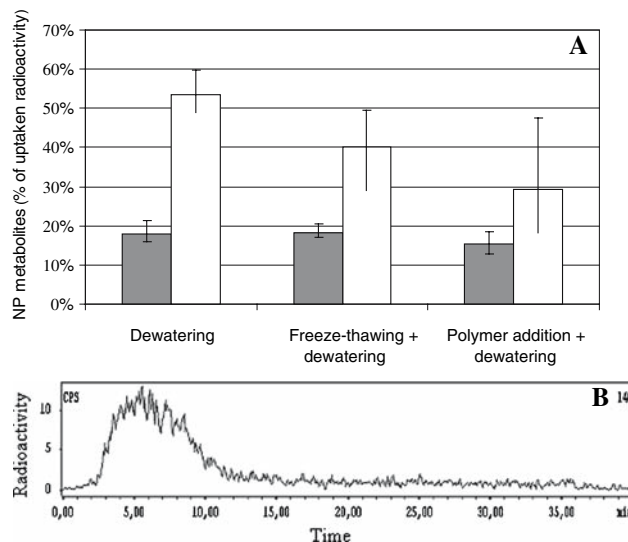 NP metabolites (% of uptaken radioactivity)
70%
60%
50%
40%
30%
20%
10%
0%
A
Dewatering
Freeze-thawing +
dewatering
Polymer addition +
dewatering
B
CPS
14
Radioactivity
10
5
0
0,00 5,00 10,00 15,00 20,00 25,00 30,00 35,00
Time